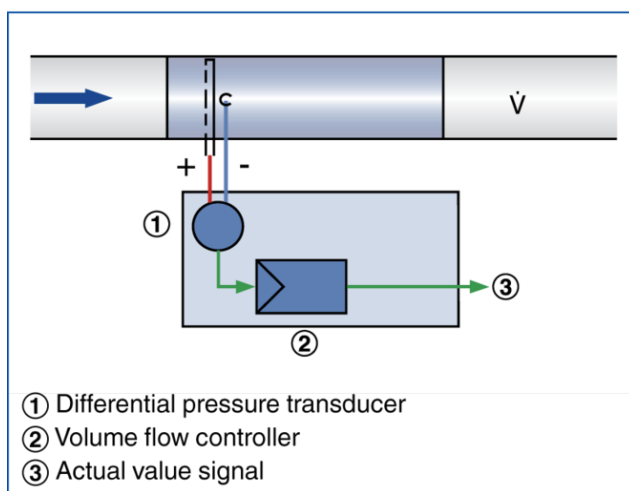 V̇
+ -
①
③
②
① Differential pressure transducer
② Volume flow controller
③ Actual value signal